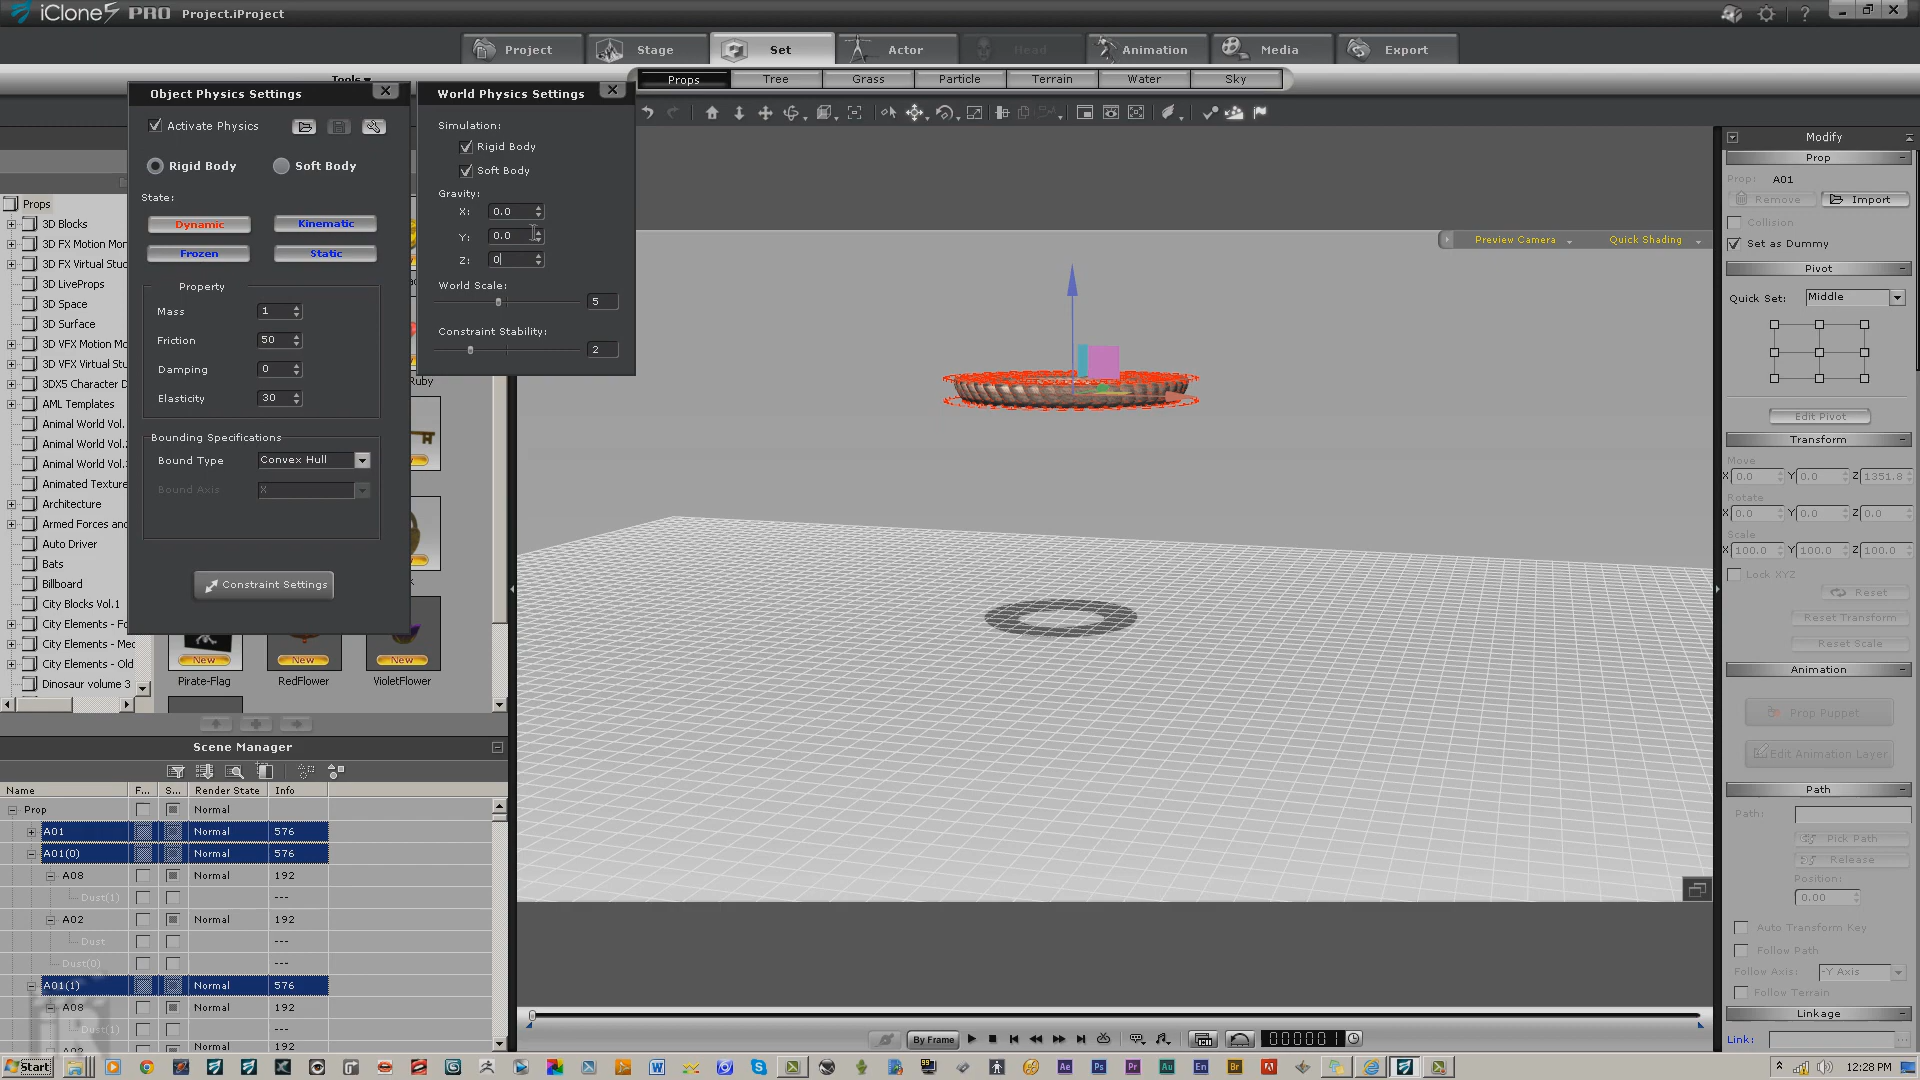 iClone5 PRO Project.iProject
Project
Stage
Set
Actor
Head
Animation
Media
Export
Tools
Props
Tree
Grass
Particle
Terrain
Water
Sky
Object Physics Settings
Activate Physics
Rigid Body
Soft Body
State:
Dynamic
Kinematic
Frozen
Static
Property
Mass 1
Friction 50
Damping 0
Elasticity 30
Bounding Specifications
Bound Type Convex Hull
Bound Axis X
Constraint Settings
World Physics Settings
Simulation:
Rigid Body
Soft Body
Gravity:
X: 0.0
Y: 0.0
Z: 0
World Scale:
5
Constraint Stability:
2
Props
3D Blocks
3D FX Motion Mor
3D FX Virtual Stud
3D LiveProps
3D Space
3D Surface
3D VFX Motion Mo
3D VFX Virtual Stu
3DX5 Character D
AML Templates
Animal World Vol.
Animal World Vol.
Animal World Vol.
Animated Texture
Architecture
Armed Forces and
Auto Driver
Bats
Billboard
City Blocks Vol.1
City Elements - Fo
City Elements - Med
City Elements - Old
Dinosaur volume 3
Ruby
New
New
New
Pirate-Flag
RedFlower
VioletFlower
Preview Camera
Quick Shading
Scene Manager
Name F... S... Render State Info
Prop Normal
A01 Normal 576
A01(0) Normal 576
A08 Normal 192
Dust(1) ---
A02 Normal 192
Dust ---
Dust(0) ---
A01(1) Normal 576
A08 Normal 192
Dust(1) ---
A02 Normal 192
Modify
Prop
Prop: A01
Remove
Import
Collision
Set as Dummy
Pivot
Quick Set: Middle
Edit Pivot
Transform
Move
X 0.0 Y 0.0 Z 1351.8
Rotate
X 0.0 Y 0.0 Z 0.0
Scale
X 100.0 Y 100.0 Z 100.0
Lock XYZ
Reset
Reset Transform
Reset Scale
Animation
Prop Puppet
Edit Animation Layer
Path
Path:
Pick Path
Release
Position:
0.00
Auto Transform Key
Follow Path
Follow Axis: -Y Axis
Follow Terrain
Linkage
Link:
By Frame
000001
Start
Ae
Ps
Pr
Au
En
Br
12:28 PM